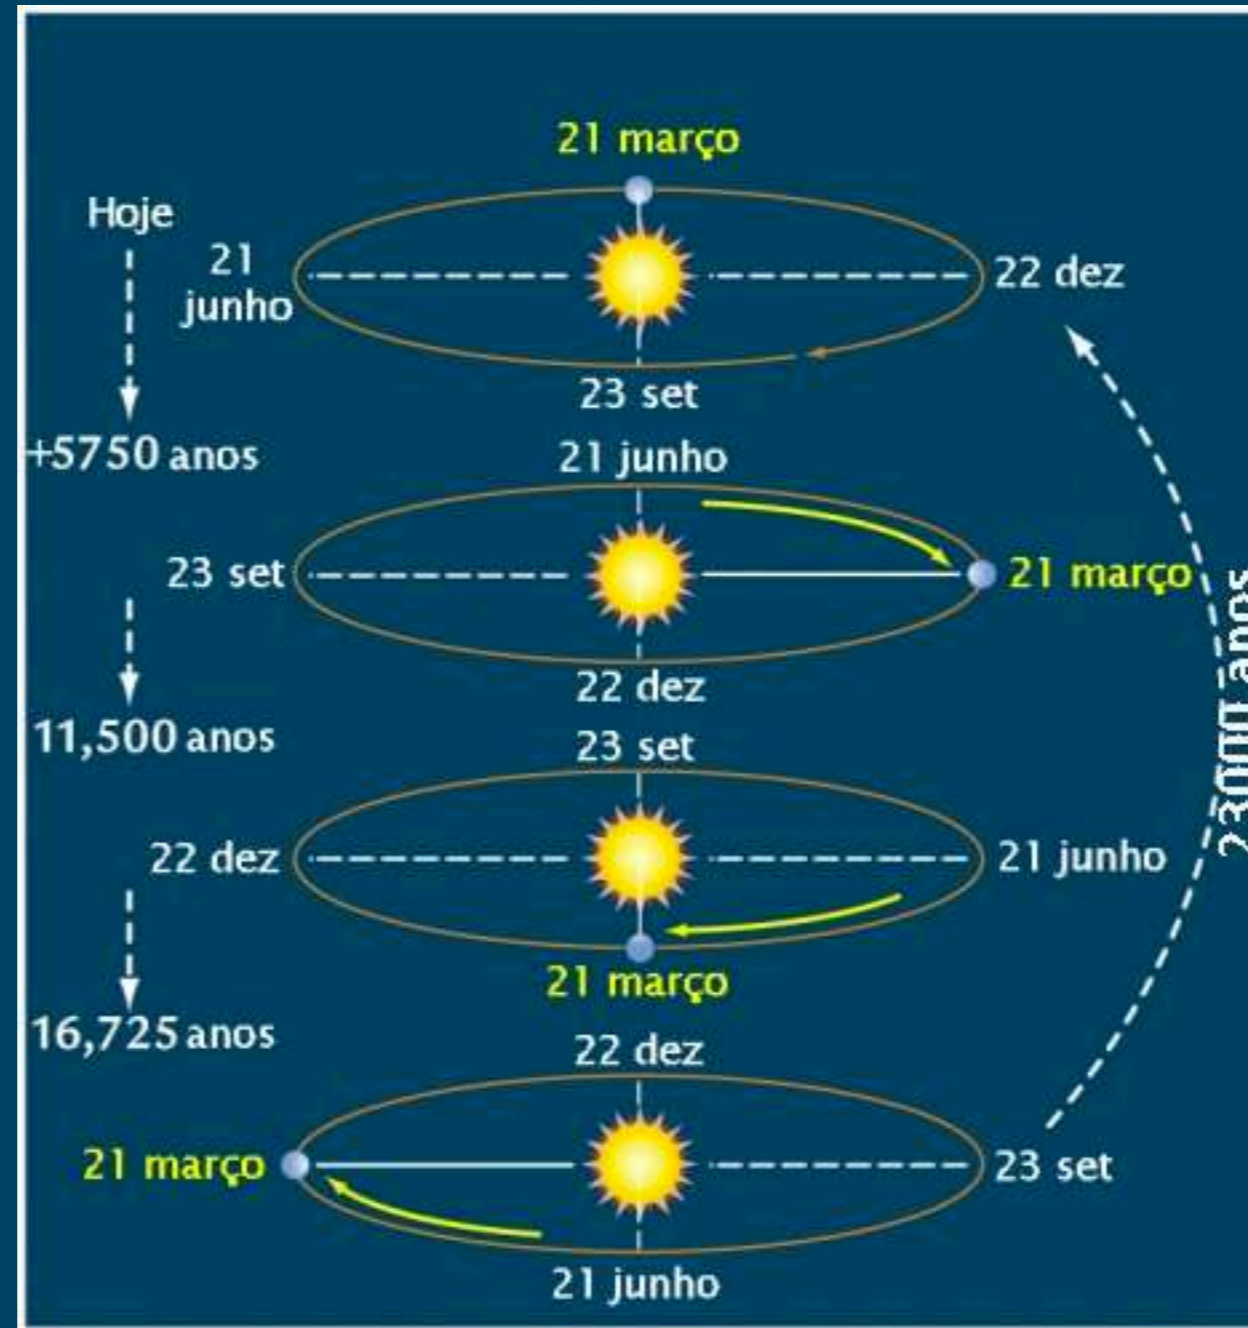 21 março
Hoje
21
junho
22 dez
23 set
+5750 anos
21 junho
23 set
21 março
22 dez
11,500 anos
23 set
22 dez
21 junho
21 março
16,725 anos
22 dez
21 março
23 set
21 junho
anos